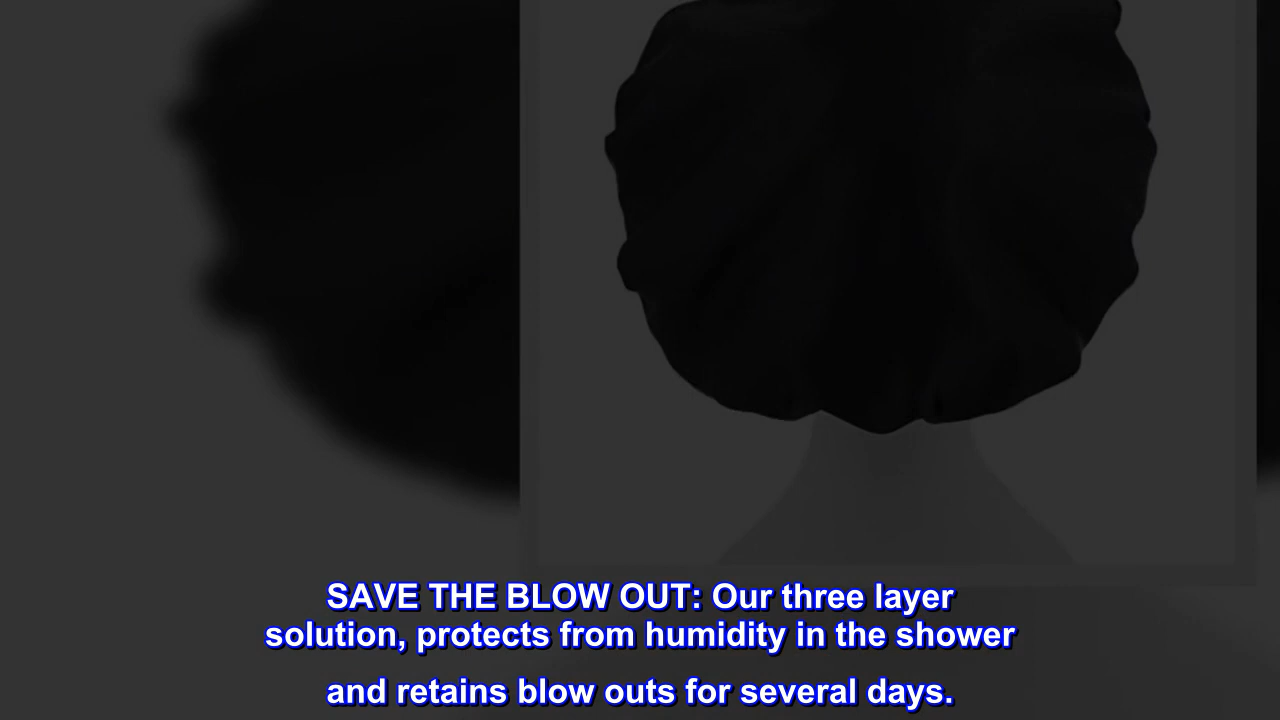 SAVE THE BLOW OUT: Our three layer
solution, protects from humidity in the shower
and retains blow outs for several days.